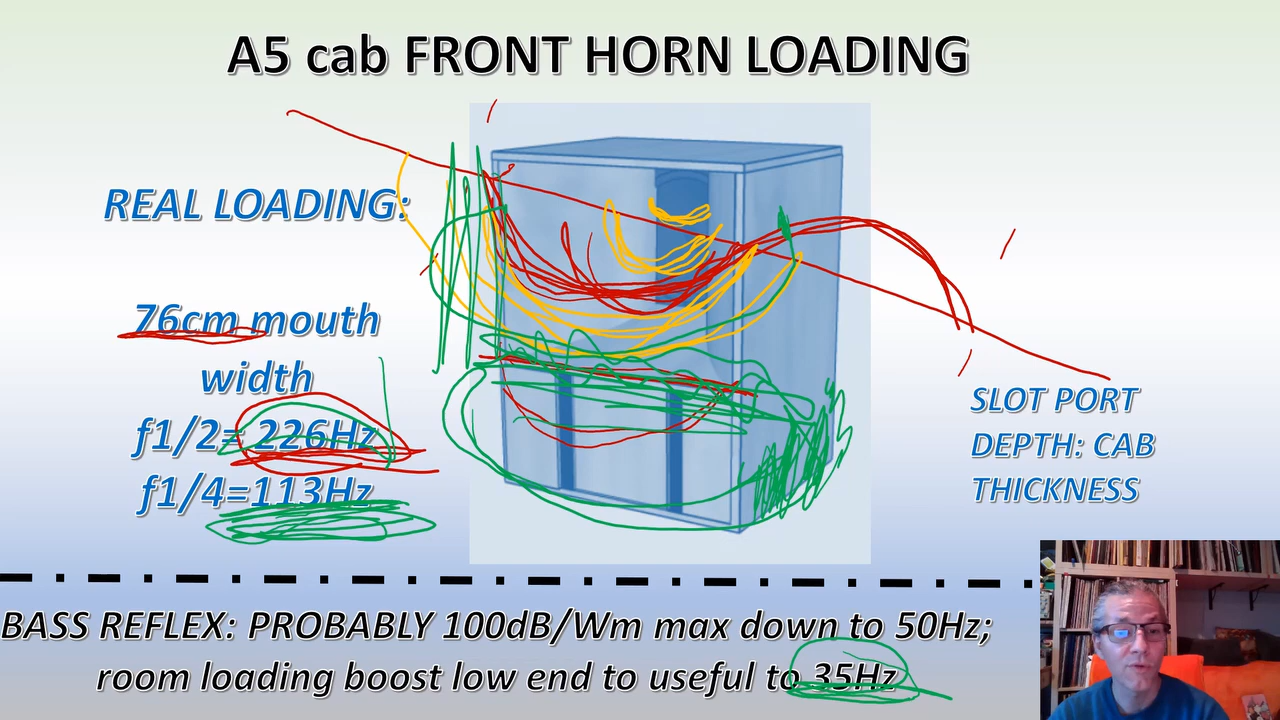 A5 cab FRONT HORN LOADING
REAL LOADING:
76cm mouth
width
f1/2= 226Hz
f1/4=113Hz
SLOT PORT
DEPTH: CAB
THICKNESS
BASS REFLEX: PROBABLY 100dB/Wm max down to 50Hz;
room loading boost low end to useful to 35Hz